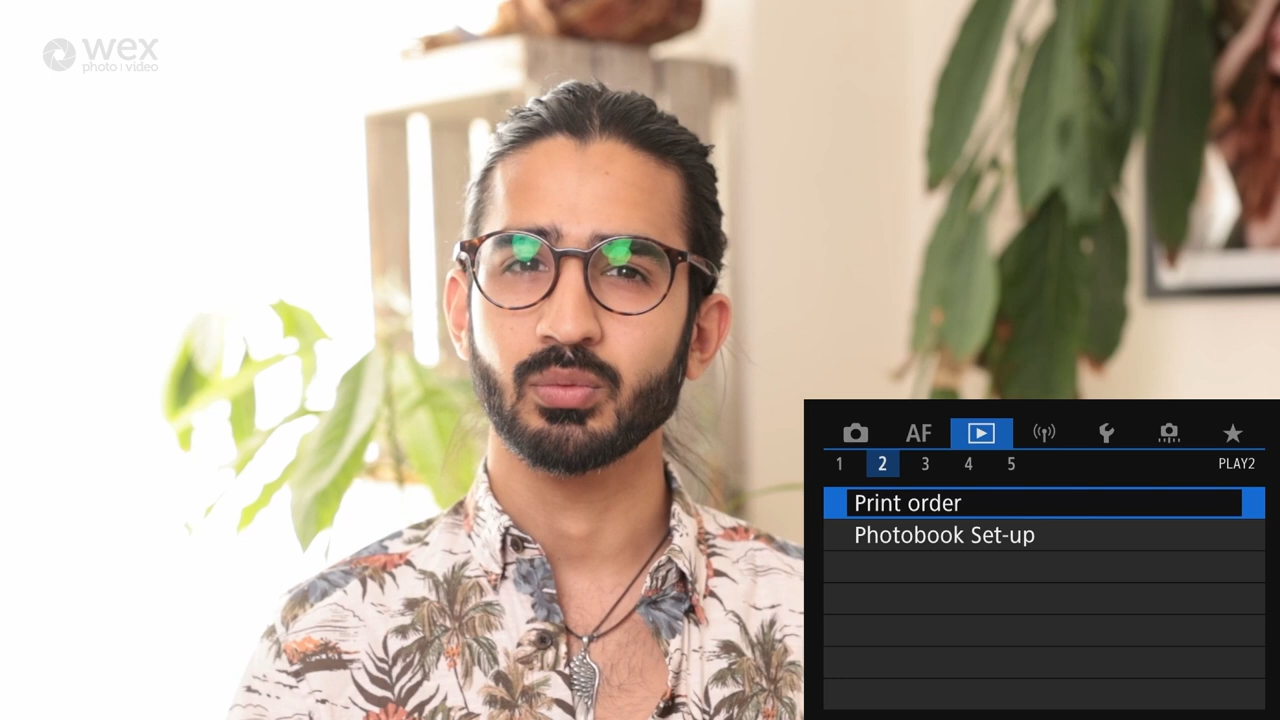 wex
photo | video
AF
1 2 3 4 5 PLAY2
Print order
Photobook Set-up